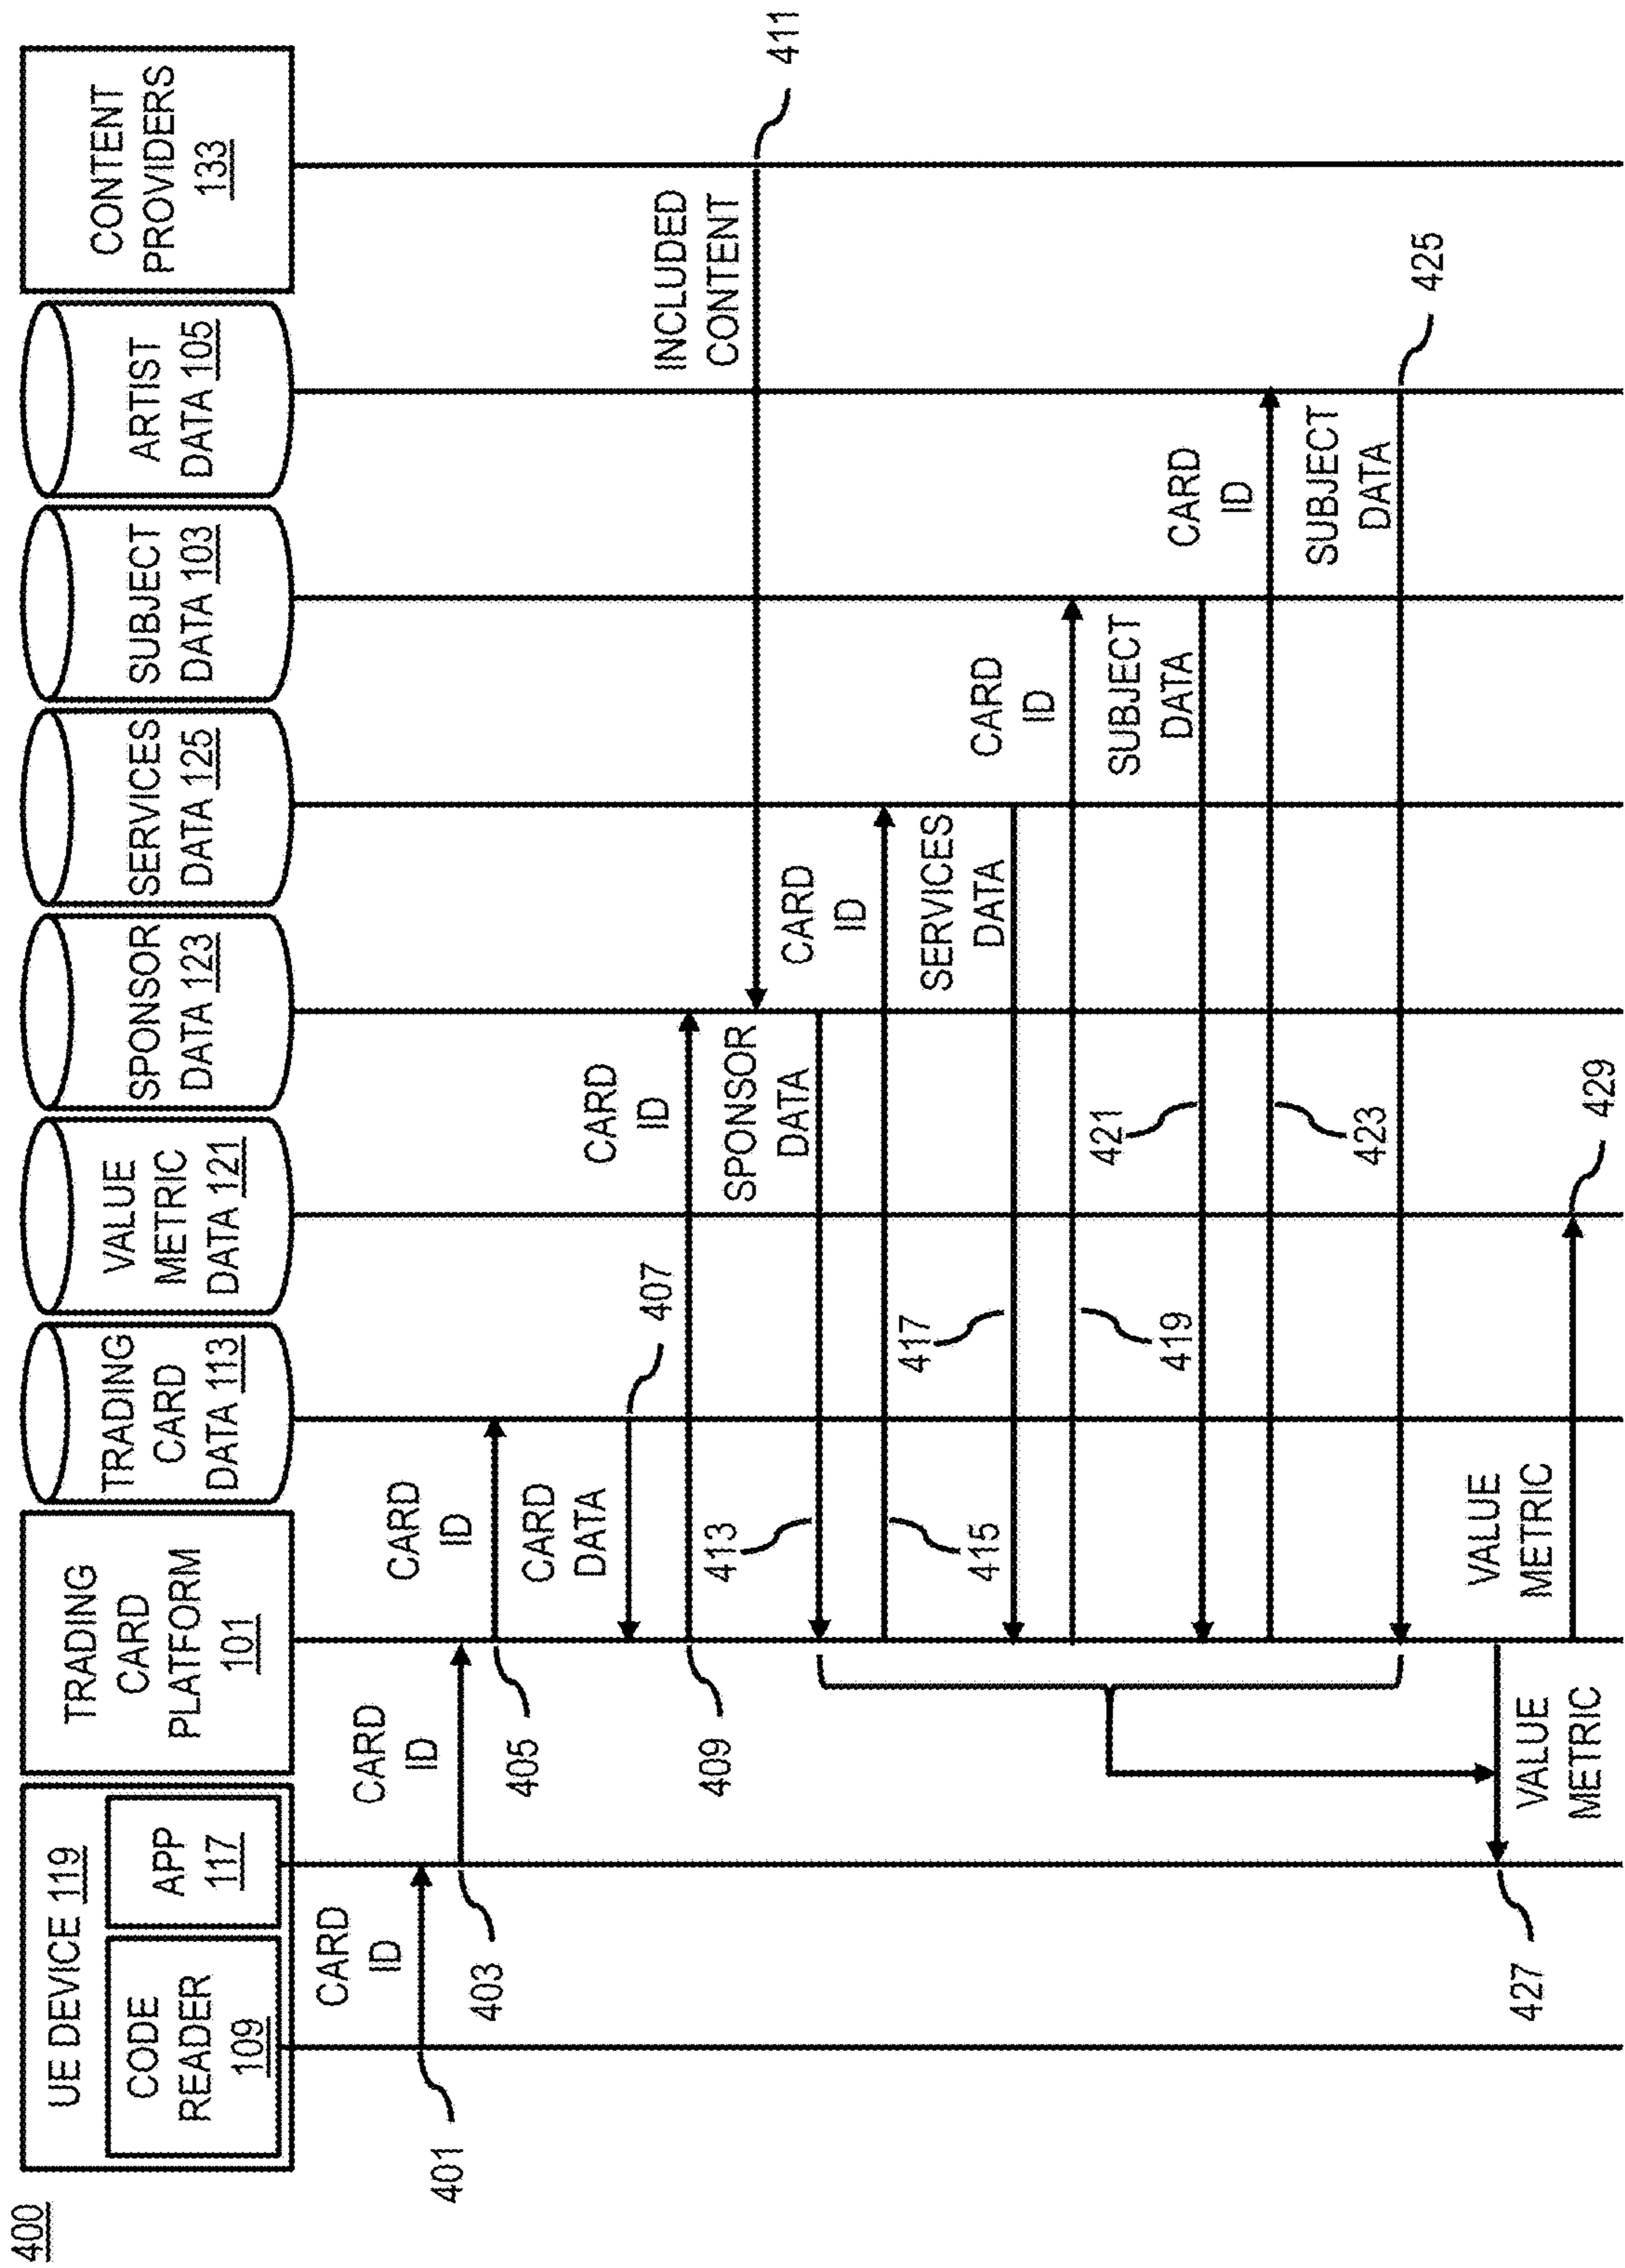 400
UE DEVICE 119
CODE
READER
109
APP
117
TRADING
CARD
PLATFORM
101
TRADING
CARD
DATA 113
VALUE
METRIC
DATA 121
SPONSOR
DATA 123
SERVICES
DATA 125
SUBJECT
DATA 103
ARTIST
DATA 105
CONTENT
PROVIDERS
133
CARD
ID
401
CARD
ID
403
CARD
ID
405
CARD
DATA
407
CARD
ID
409
INCLUDED
CONTENT
411
SPONSOR
DATA
413
CARD
ID
415
SERVICES
DATA
417
CARD
ID
419
SUBJECT
DATA
421
CARD
ID
423
SUBJECT
DATA
425
VALUE
METRIC
427
VALUE
METRIC
429